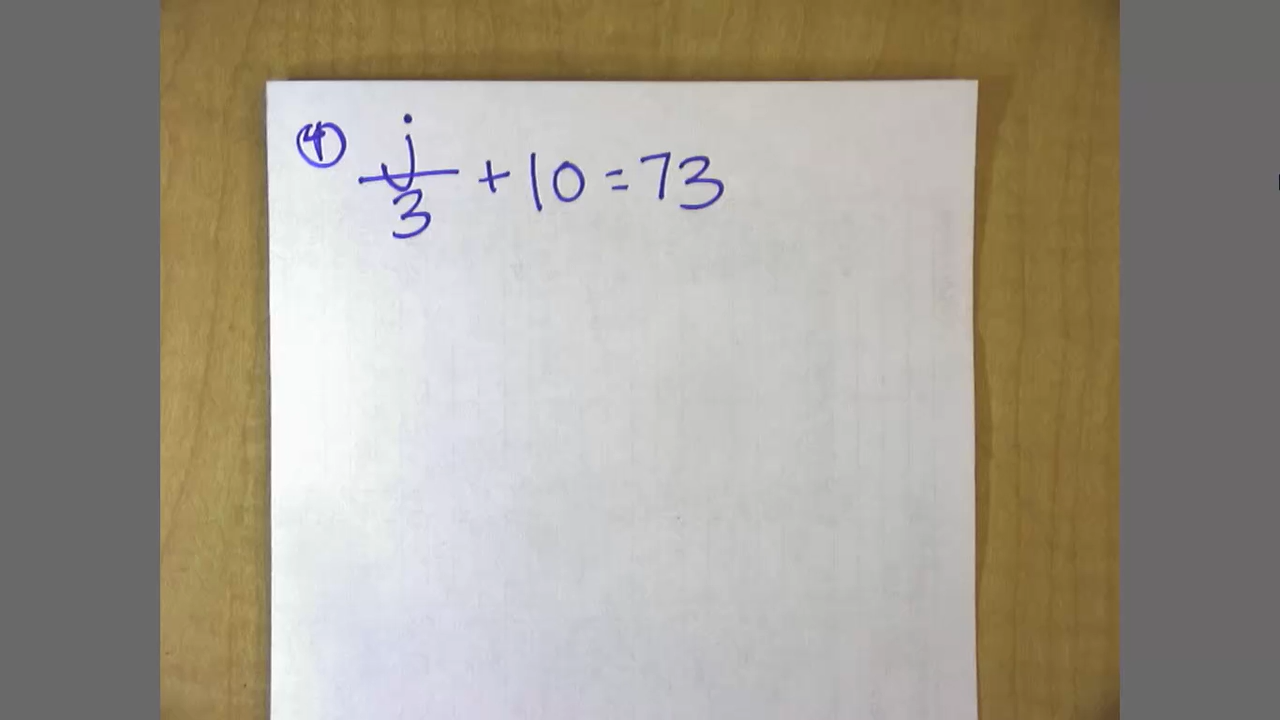 ④ j/3 + 10 = 73